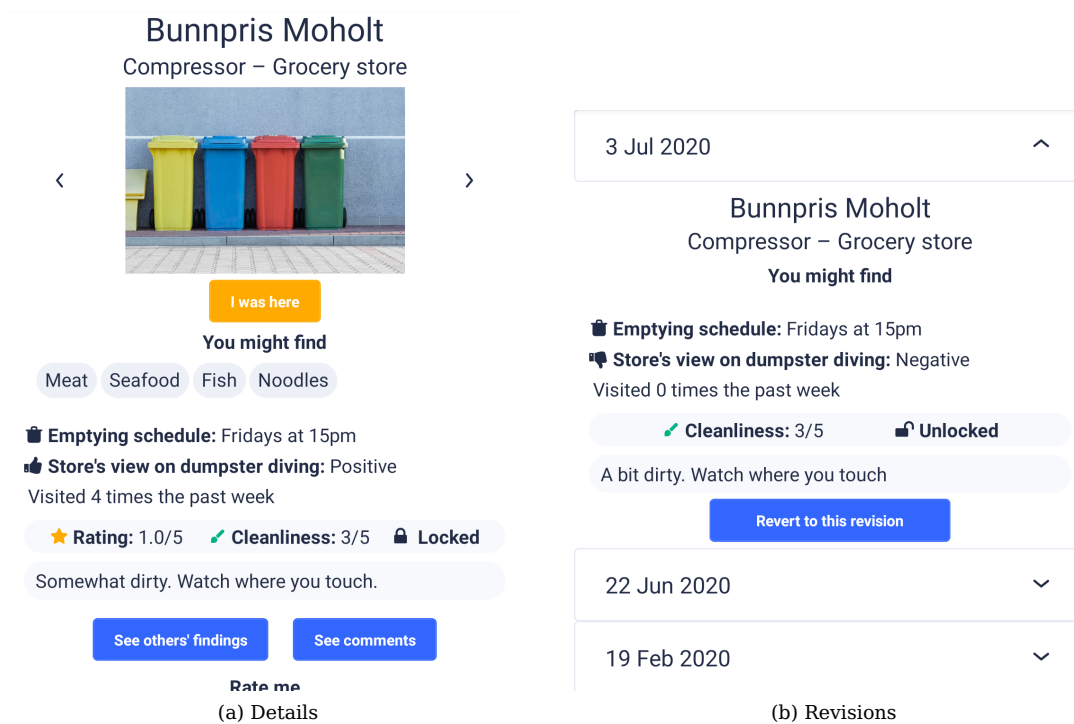 Bunnpris Moholt
Compressor – Grocery store
I was here
You might find
Meat Seafood Fish Noodles
Emptying schedule: Fridays at 15pm
Store's view on dumpster diving: Positive
Visited 4 times the past week
Rating: 1.0/5 Cleanliness: 3/5 Locked
Somewhat dirty. Watch where you touch.
See others' findings See comments
Rate me
(a) Details
3 Jul 2020
Bunnpris Moholt
Compressor – Grocery store
You might find
Emptying schedule: Fridays at 15pm
Store's view on dumpster diving: Negative
Visited 0 times the past week
Cleanliness: 3/5 Unlocked
A bit dirty. Watch where you touch
Revert to this revision
22 Jun 2020
19 Feb 2020
(b) Revisions